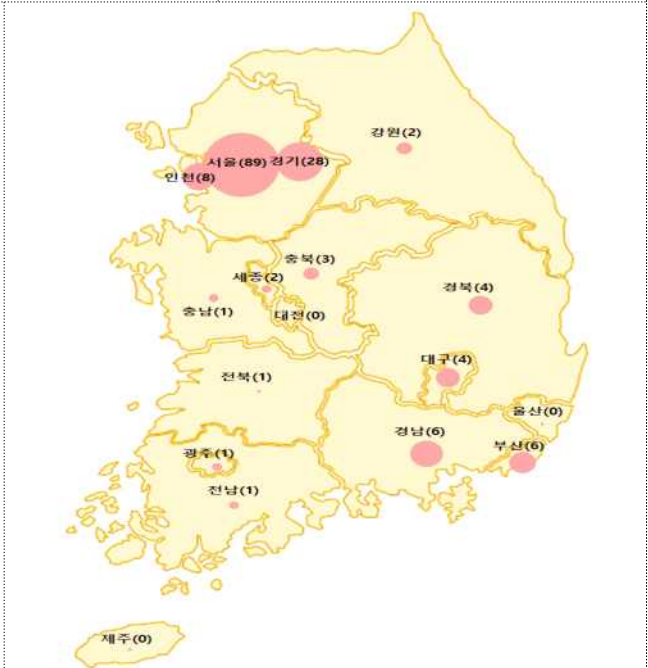 강원(2)
서울(89)
경기(28)
인천(8)
충북(3)
세종(2)
경북(4)
충남(1)
대전(0)
대구(4)
전북(1)
울산(0)
경남(6)
부산(6)
광주(1)
전남(1)
제주(0)